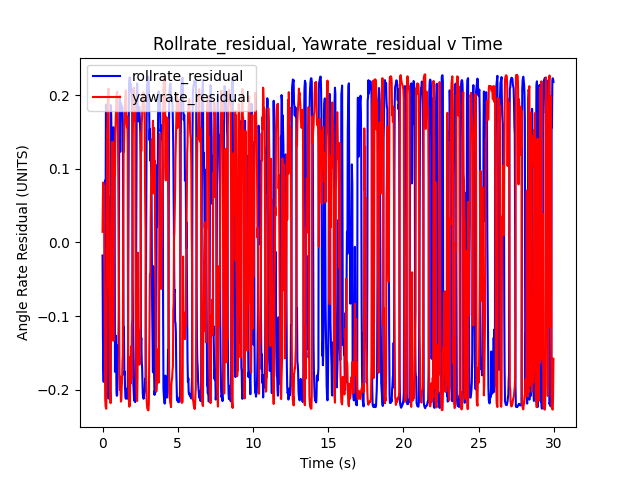 Rollrate_residual, Yawrate_residual v Time
rollrate_residual
yawrate_residual
Angle Rate Residual (UNITS)
0.2
0.1
0.0
−0.1
−0.2
0 5 10 15 20 25 30
Time (s)